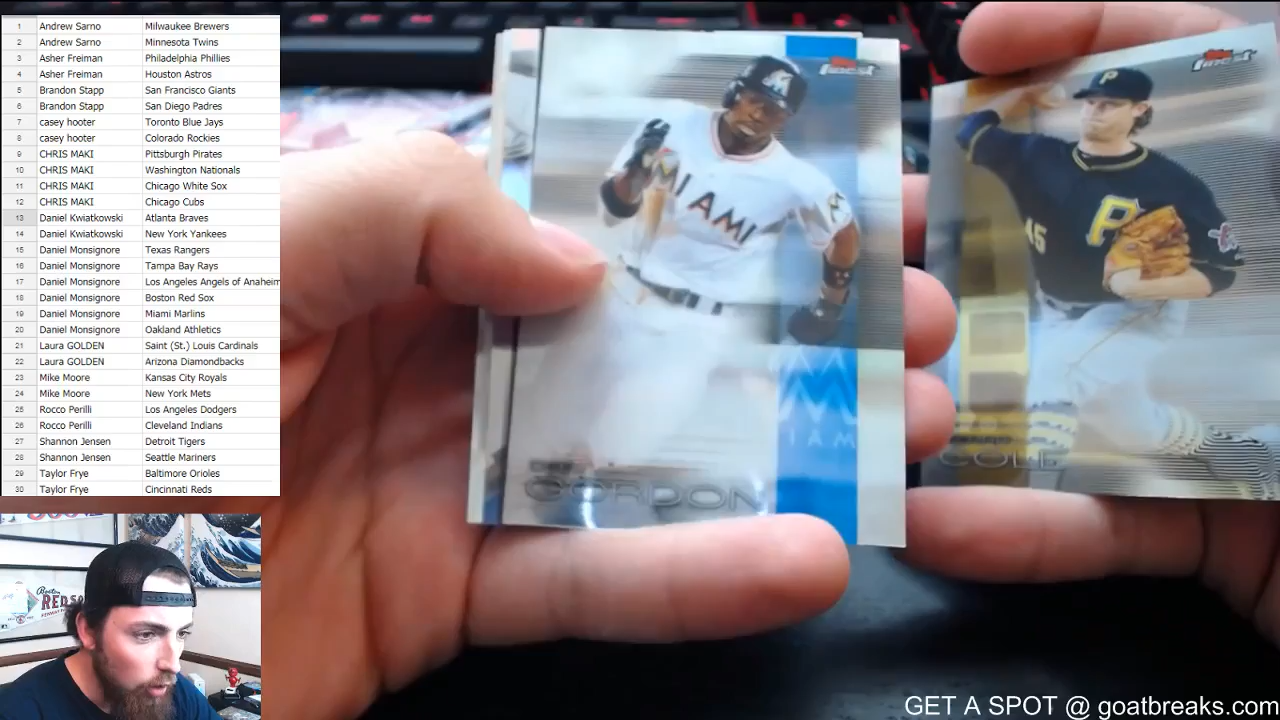 1 Andrew Sarno Milwaukee Brewers
2 Andrew Sarno Minnesota Twins
3 Asher Freiman Philadelphia Phillies
4 Asher Freiman Houston Astros
5 Brandon Stapp San Francisco Giants
6 Brandon Stapp San Diego Padres
7 casey hooter Toronto Blue Jays
8 casey hooter Colorado Rockies
9 CHRIS MAKI Pittsburgh Pirates
10 CHRIS MAKI Washington Nationals
11 CHRIS MAKI Chicago White Sox
12 CHRIS MAKI Chicago Cubs
13 Daniel Kwiatkowski Atlanta Braves
14 Daniel Kwiatkowski New York Yankees
15 Daniel Monsignore Texas Rangers
16 Daniel Monsignore Tampa Bay Rays
17 Daniel Monsignore Los Angeles Angels of Anaheim
18 Daniel Monsignore Boston Red Sox
19 Daniel Monsignore Miami Marlins
20 Daniel Monsignore Oakland Athletics
21 Laura GOLDEN Saint (St.) Louis Cardinals
22 Laura GOLDEN Arizona Diamondbacks
23 Mike Moore Kansas City Royals
24 Mike Moore New York Mets
25 Rocco Perilli Los Angeles Dodgers
26 Rocco Perilli Cleveland Indians
27 Shannon Jensen Detroit Tigers
28 Shannon Jensen Seattle Mariners
29 Taylor Frye Baltimore Orioles
30 Taylor Frye Cincinnati Reds
finest
MIAMI
M
GORDON
finest
P
P
45
COLE
Boston
RED SO
GET A SPOT @ goatbreaks.com